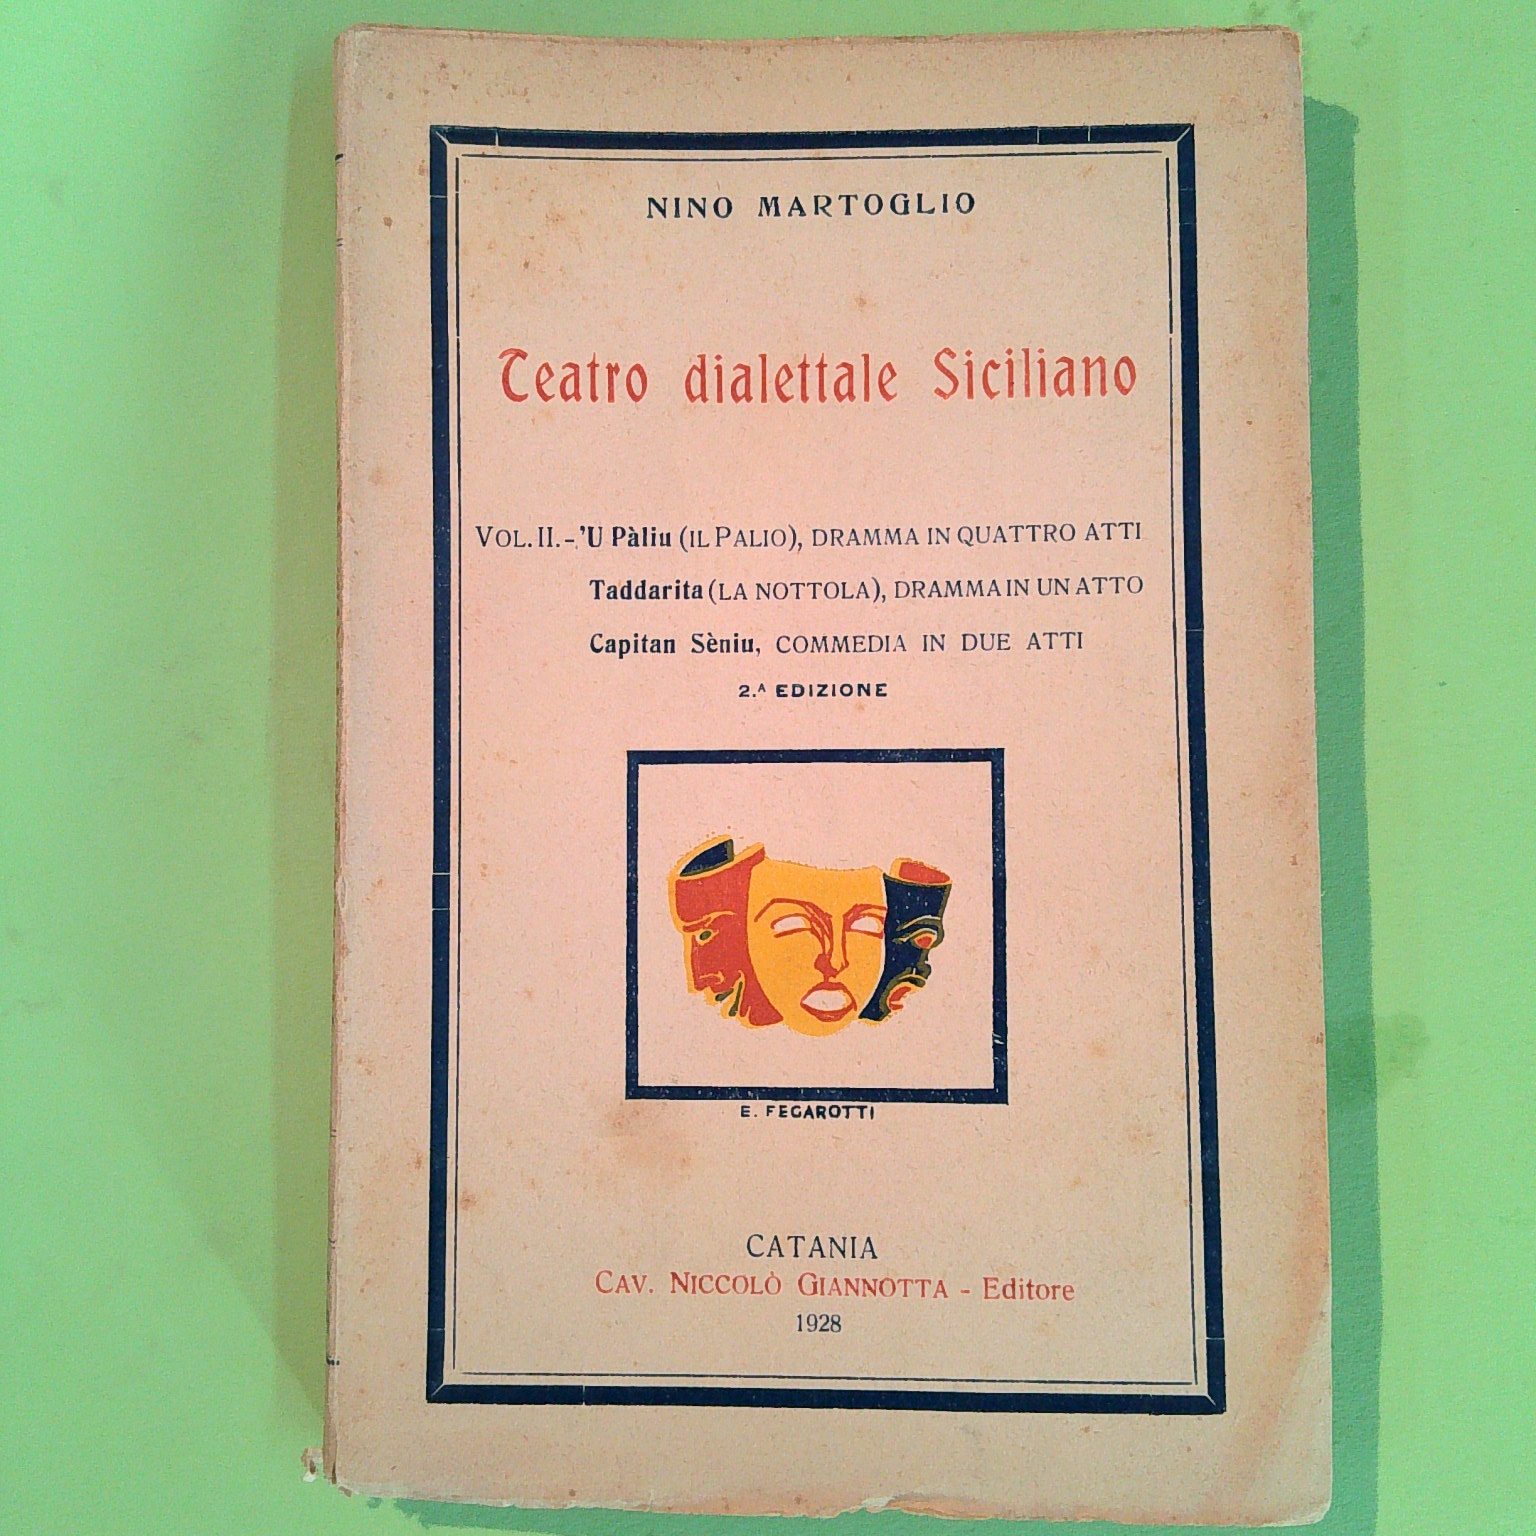 NINO MARTOGLIO
Teatro dialettale Siciliano
VOL. II. - 'U Pàliu (IL PALIO), DRAMMA IN QUATTRO ATTI
Taddarita (LA NOTTOLA), DRAMMA IN UN ATTO
Capitan Sèniu, COMMEDIA IN DUE ATTI
2.ᴬ EDIZIONE
E. FEGAROTTI
CATANIA
CAV. NICCOLÒ GIANNOTTA - Editore
1928